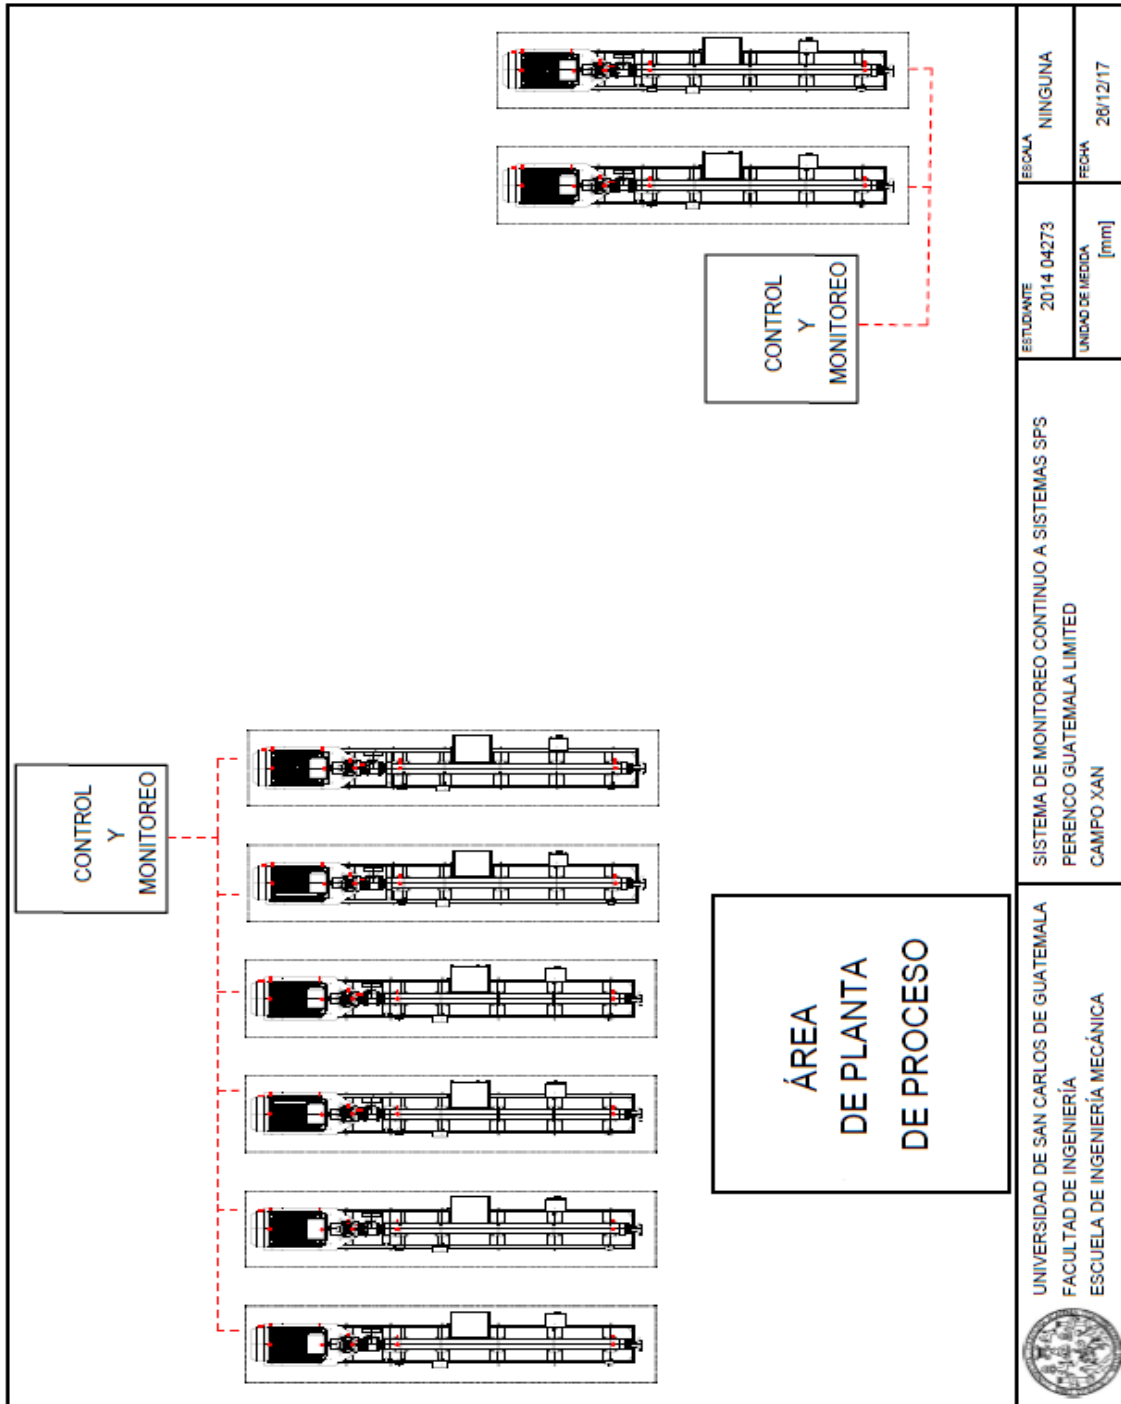 CONTROL
Y
MONITOREO
CONTROL
Y
MONITOREO
ÁREA
DE PLANTA
DE PROCESO
UNIVERSIDAD DE SAN CARLOS DE GUATEMALA
FACULTAD DE INGENIERÍA
ESCUELA DE INGENIERÍA MECÁNICA
SISTEMA DE MONITOREO CONTINUO A SISTEMAS SPS
PERENCO GUATEMALA LIMITED
CAMPO XAN
ESTUDIANTE
2014 04273
ESCALA
NINGUNA
UNIDAD DE MEDIDA
[mm]
FECHA
26/12/17